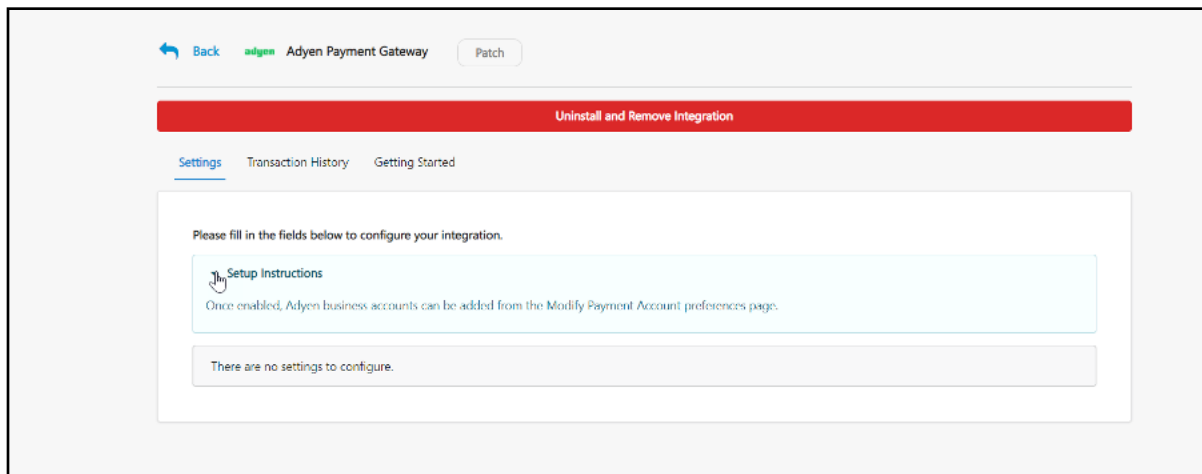 Back adyen Adyen Payment Gateway Patch
Uninstall and Remove Integration
Settings Transaction History Getting Started
Please fill in the fields below to configure your integration.
Setup Instructions
Once enabled, Adyen business accounts can be added from the Modify Payment Account preferences page.
There are no settings to configure.